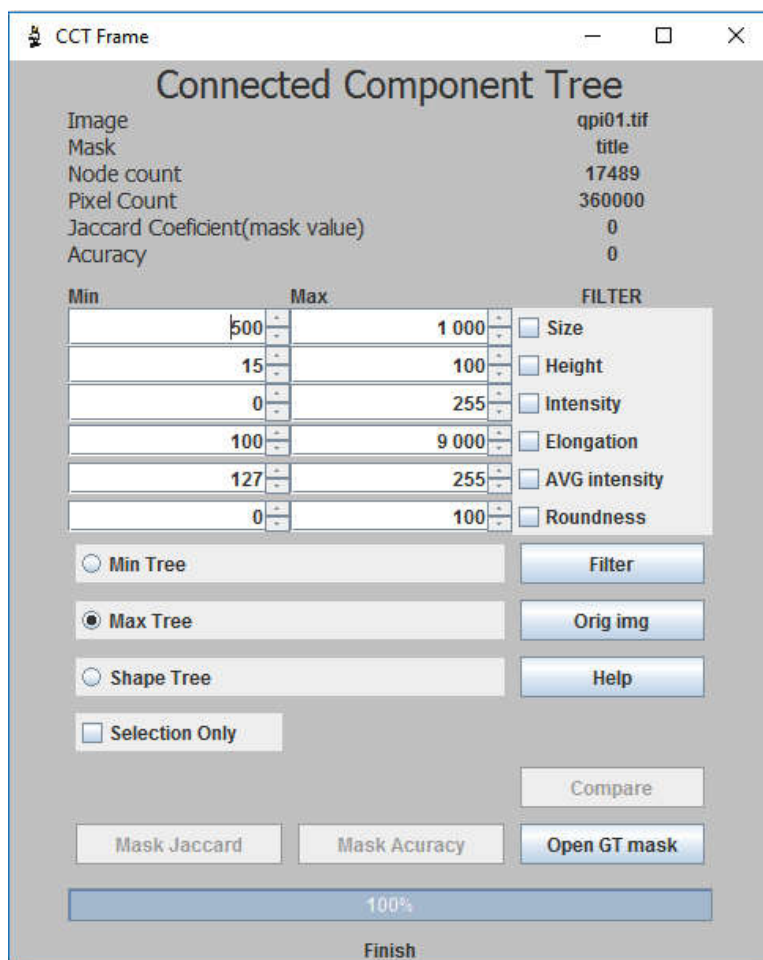 CCT Frame
Connected Component Tree
Image qpi01.tif
Mask title
Node count 17489
Pixel Count 360000
Jaccard Coeficient(mask value) 0
Acuracy 0
Min Max FILTER
500 1 000 Size
15 100 Height
0 255 Intensity
100 9 000 Elongation
127 255 AVG intensity
0 100 Roundness
Min Tree Filter
Max Tree Orig img
Shape Tree Help
Selection Only
Compare
Mask Jaccard Mask Acuracy Open GT mask
100%
Finish